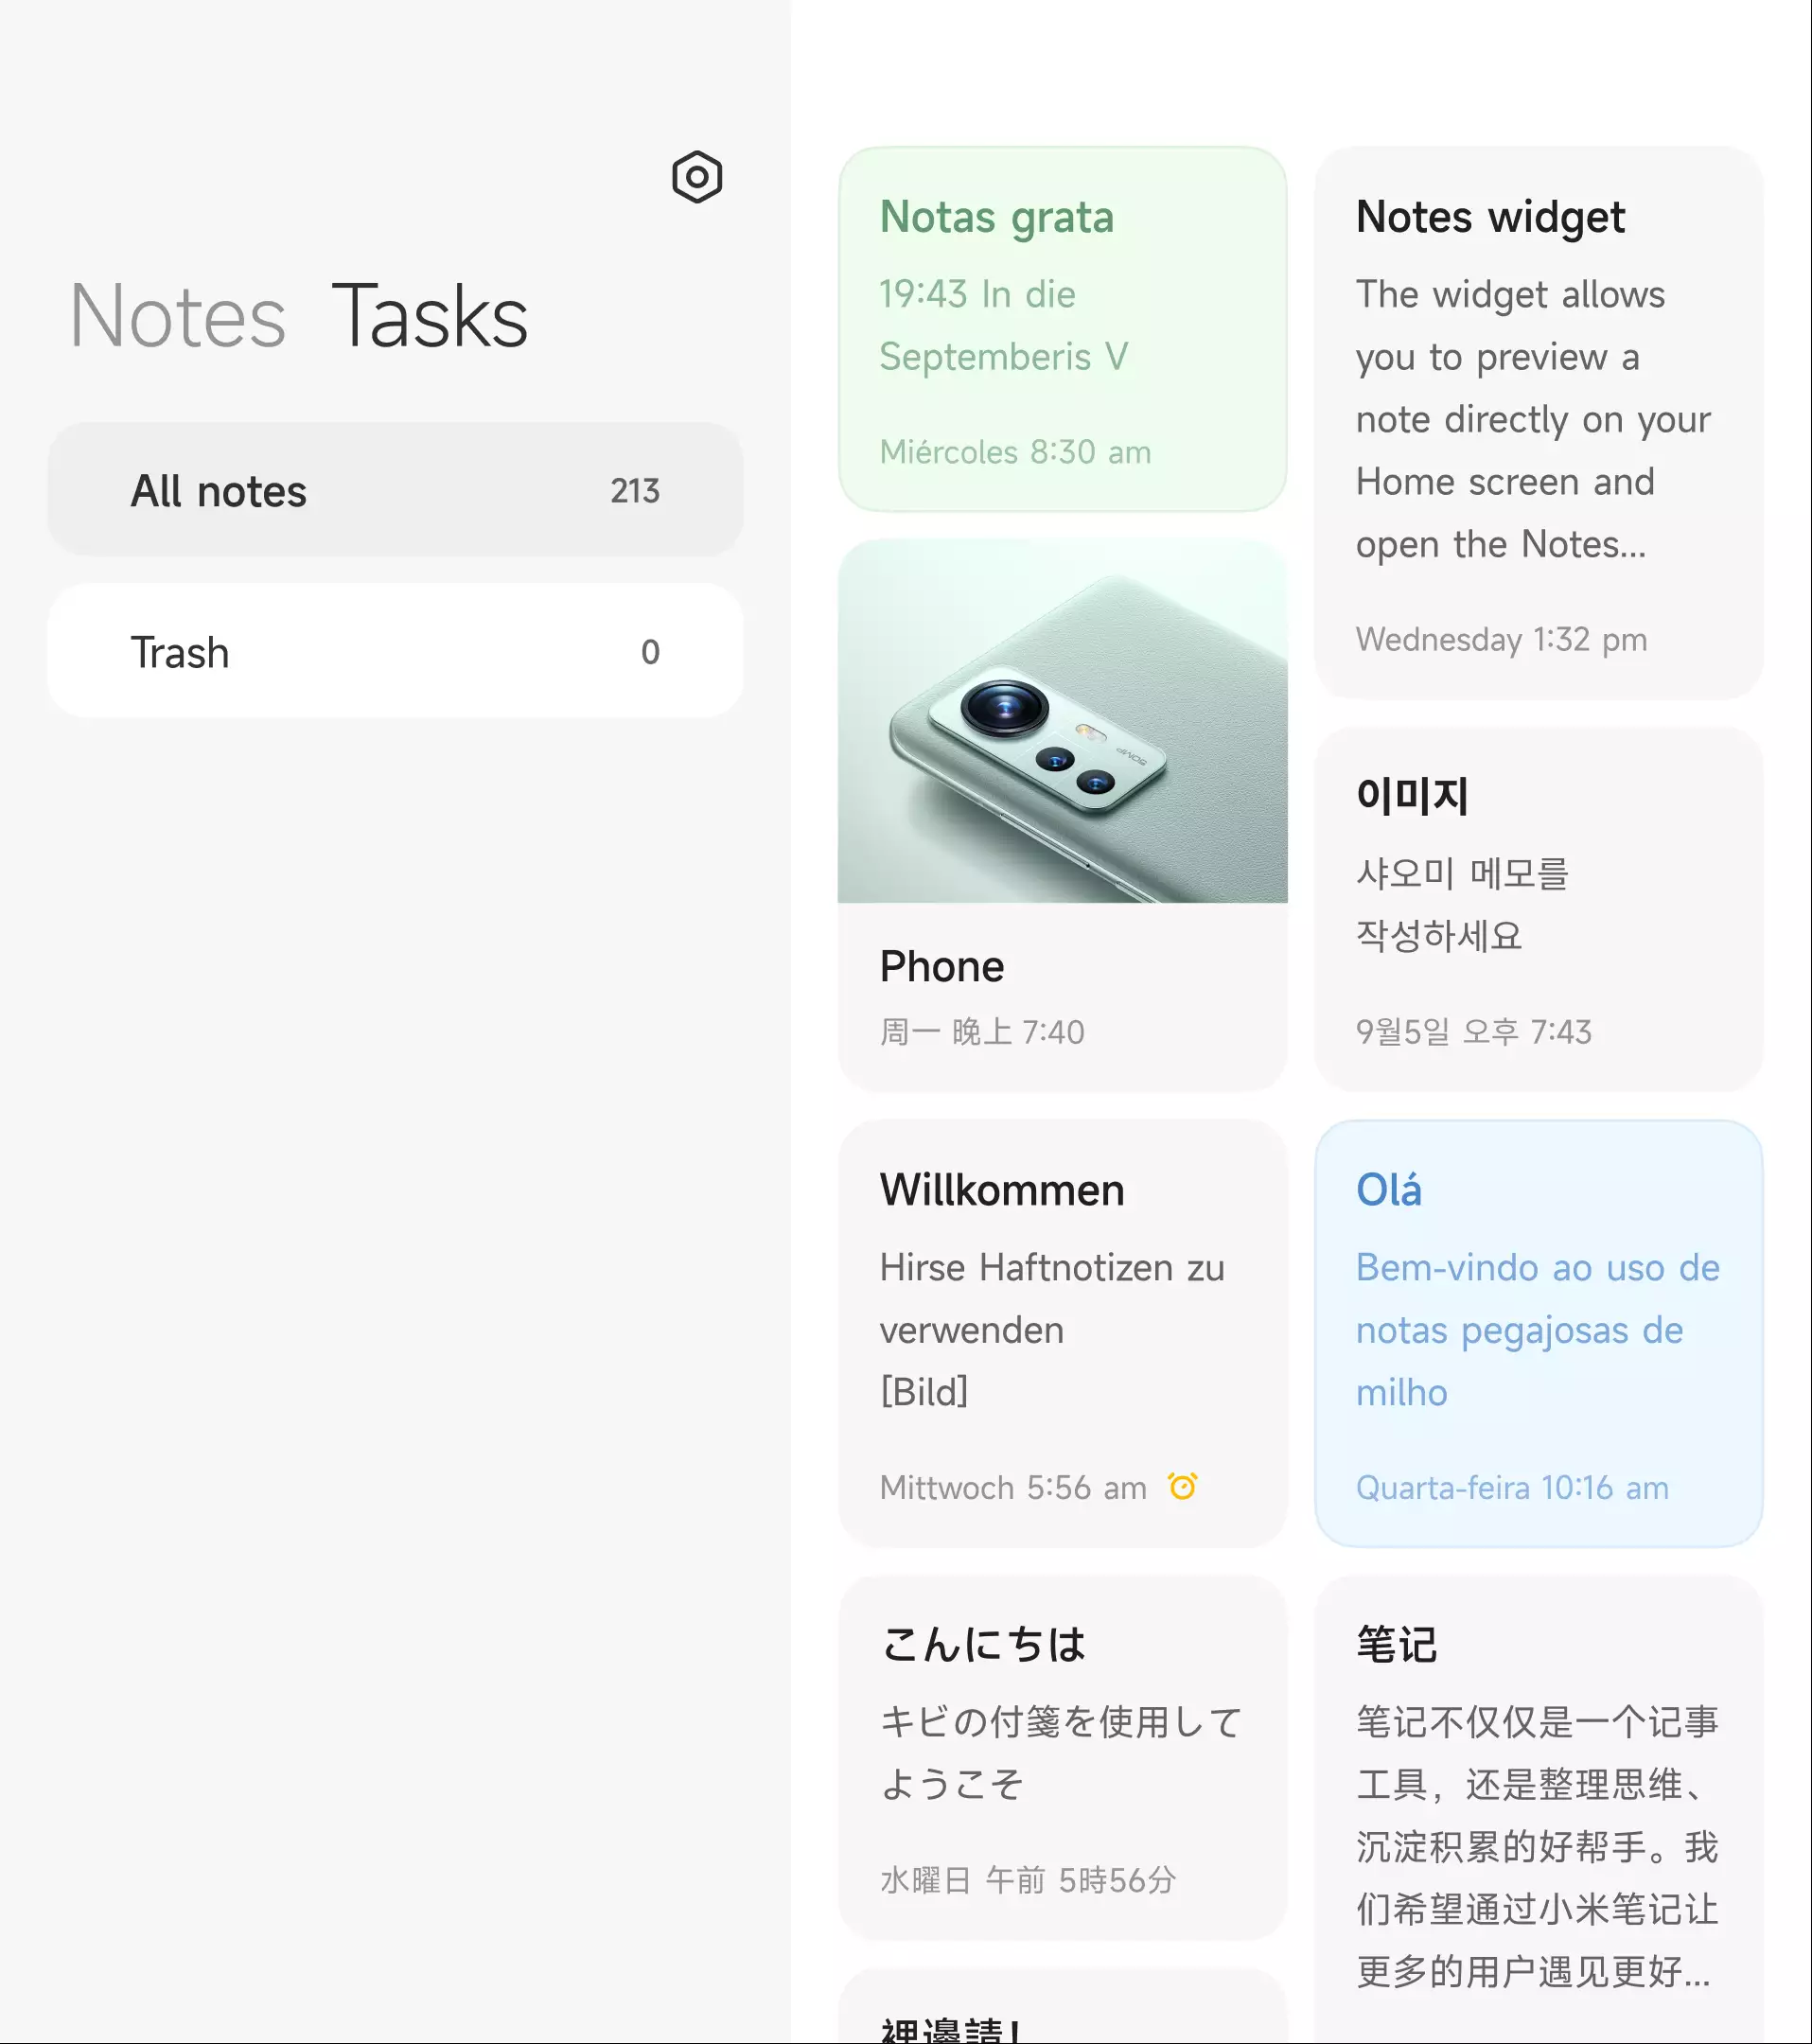 Notes Tasks
All notes 213
Trash 0
Notas grata
19:43 In die
Septemberis V
Miércoles 8:30 am
Phone
周一 晚上 7:40
Willkommen
Hirse Haftnotizen zu
verwenden
[Bild]
Mittwoch 5:56 am
こんにちは
キビの付箋を使用して
ようこそ
水曜日 午前 5時56分
裡邊請！
Notes widget
The widget allows
you to preview a
note directly on your
Home screen and
open the Notes...
Wednesday 1:32 pm
이미지
샤오미 메모를
작성하세요
9월5일 오후 7:43
Olá
Bem-vindo ao uso de
notas pegajosas de
milho
Quarta-feira 10:16 am
笔记
笔记不仅仅是一个记事
工具，还是整理思维、
沉淀积累的好帮手。我
们希望通过小米笔记让
更多的用户遇见更好...